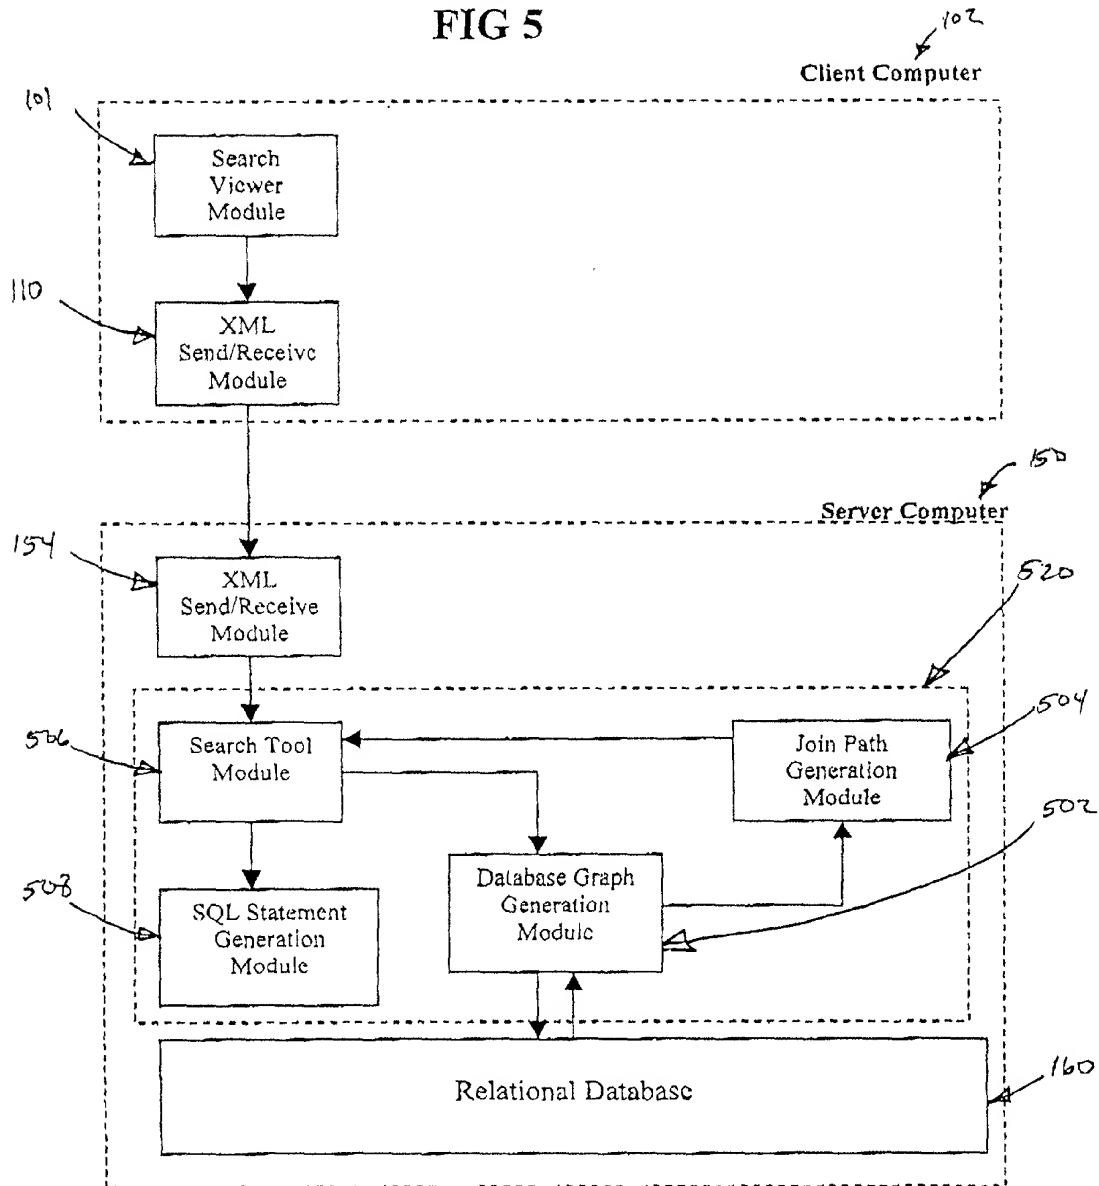 FIG 5
102
Client Computer
101
Search
Viewer
Module
110
XML
Send/Receive
Module
150
Server Computer
154
XML
Send/Receive
Module
520
506
Search Tool
Module
504
Join Path
Generation
Module
502
508
SQL Statement
Generation
Module
Database Graph
Generation
Module
Relational Database
160